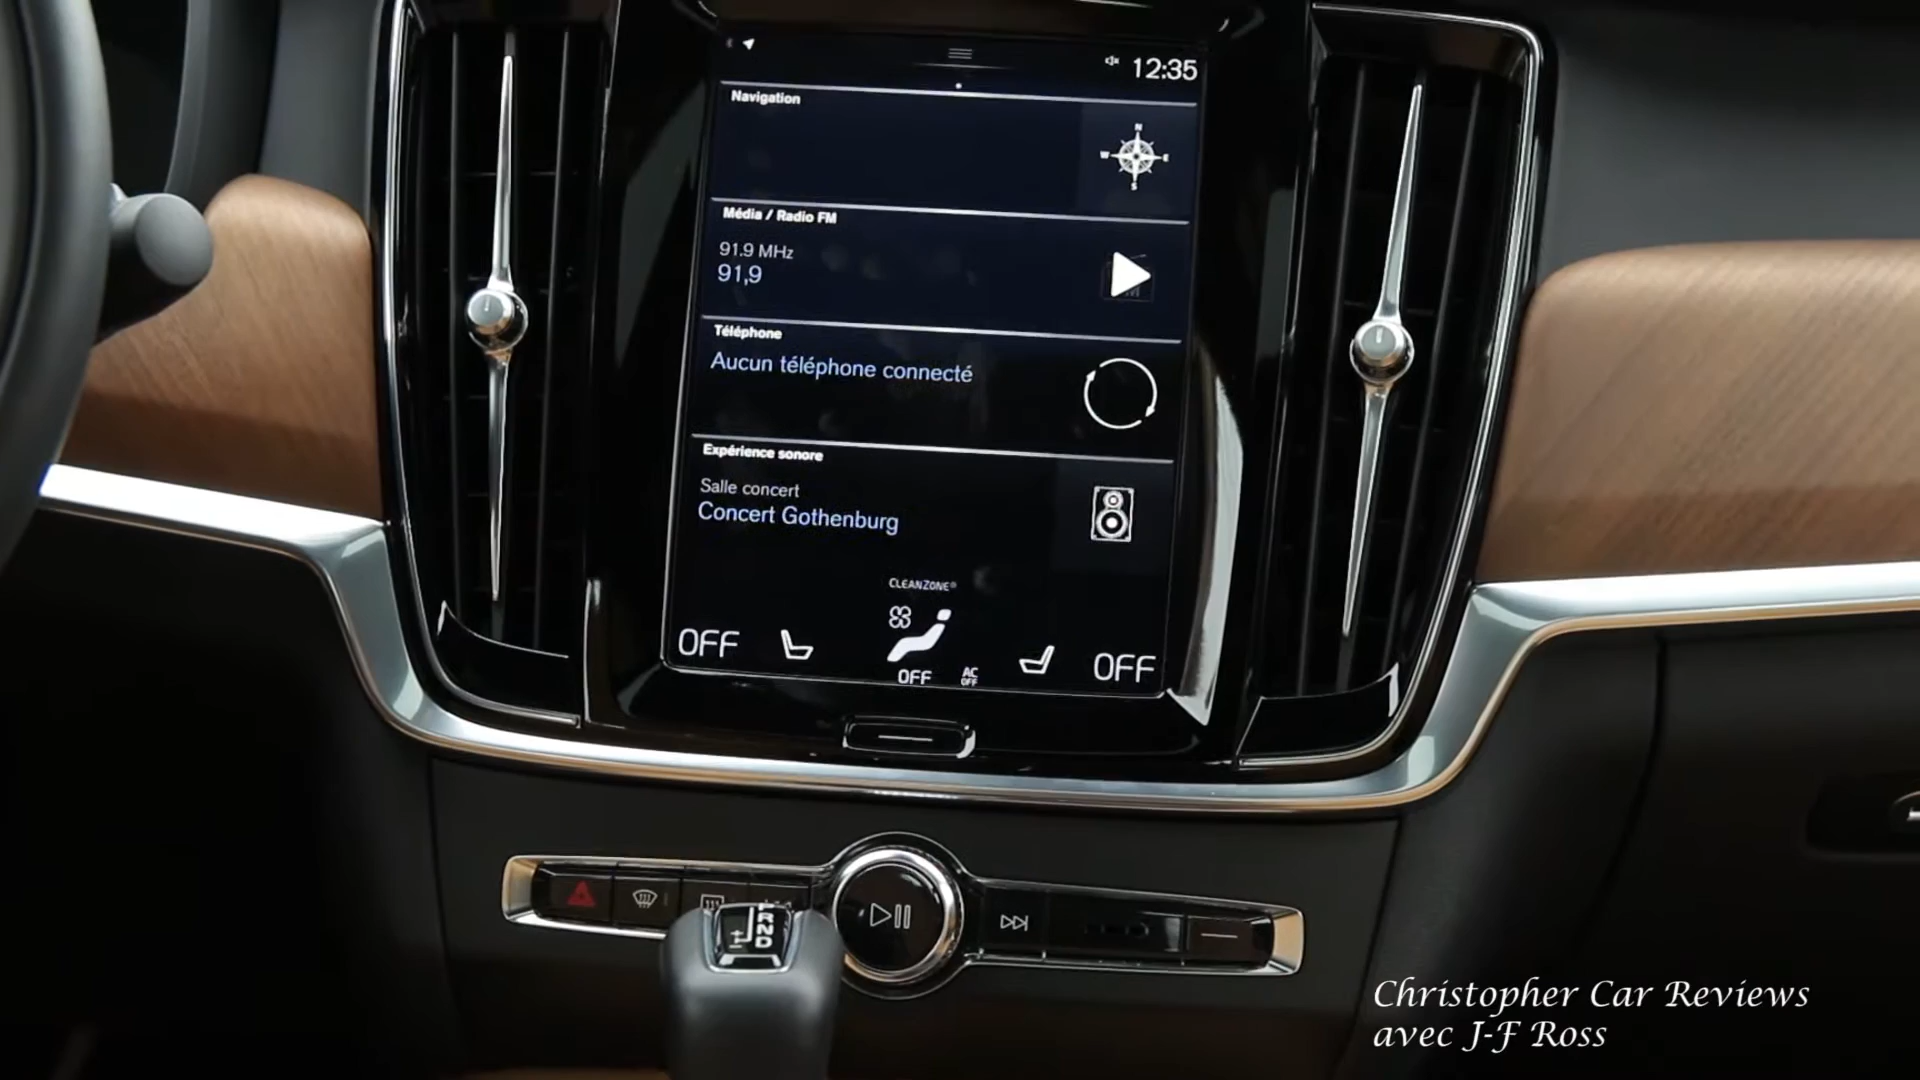 12:35
Navigation
N
W E
S
Média / Radio FM
91.9 MHz
91,9
Téléphone
Aucun téléphone connecté
Expérience sonore
Salle concert
Concert Gothenburg
CLEANZONE®
OFF
OFF
OFF
AC
OFF
R
N
D
Christopher Car Reviews
avec J-F Ross